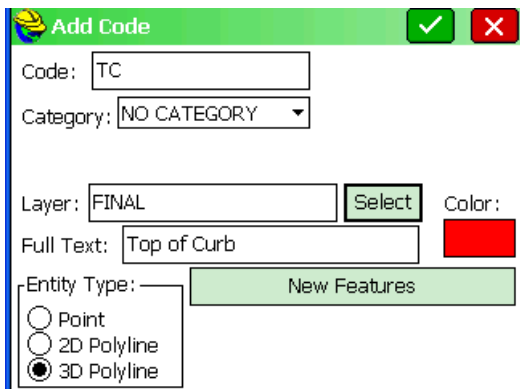 Add Code
Code: TC
Category: NO CATEGORY
Layer: FINAL Select Color:
Full Text: Top of Curb
Entity Type: New Features
Point
2D Polyline
3D Polyline